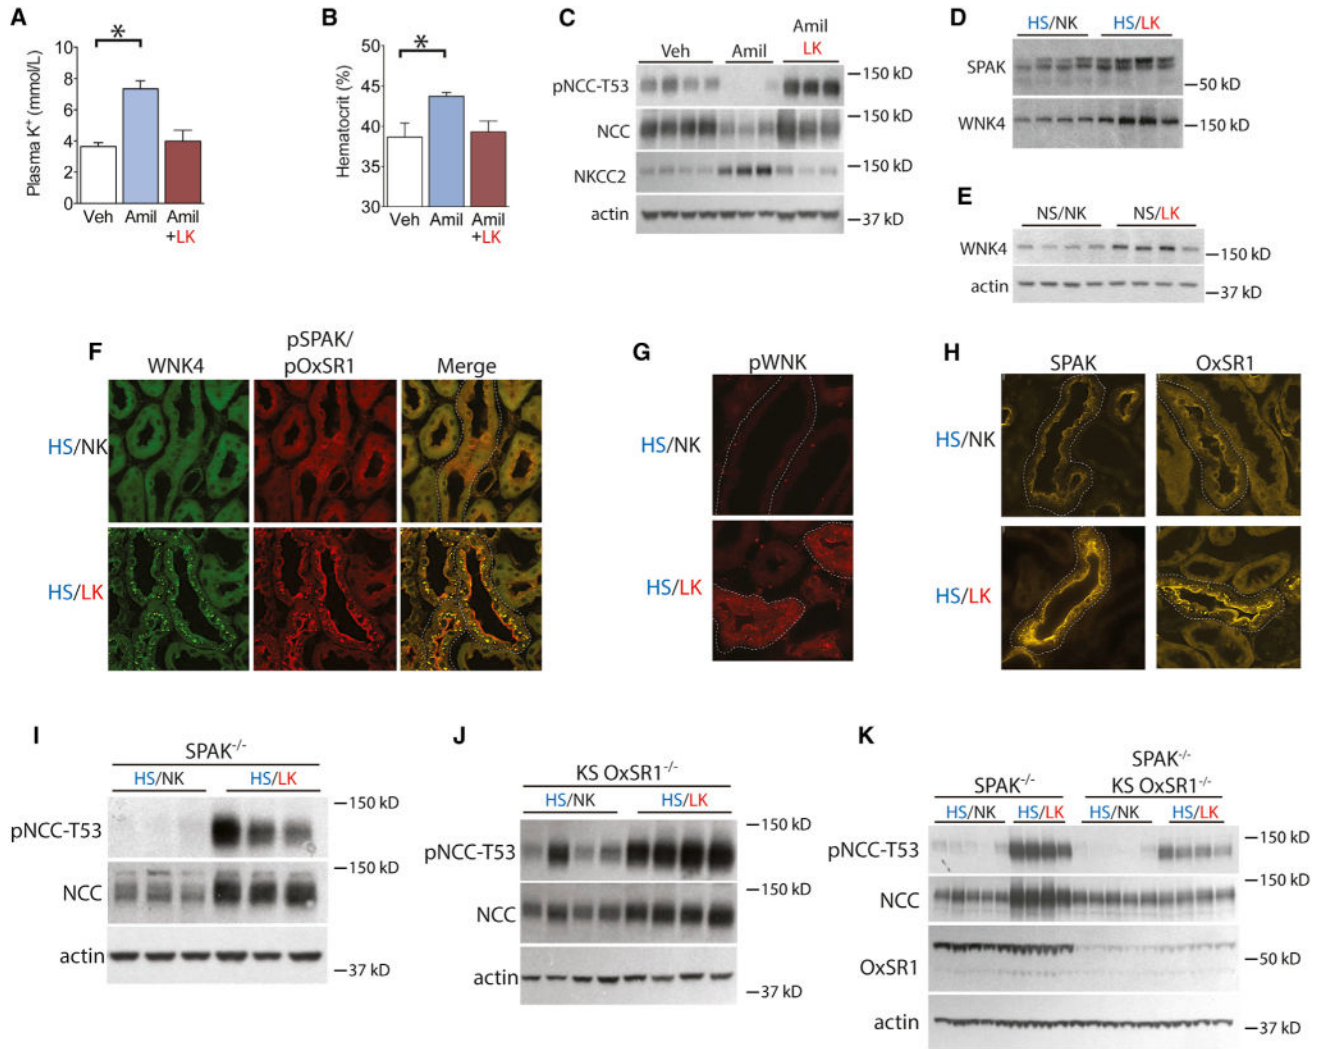 A
Plasma K+ (mmol/L)
10
8
6
4
2
0
*
Veh Amil Amil
+LK
B
Hematocrit (%)
50
45
40
35
30
*
Veh Amil Amil
+LK
C
Veh Amil Amil
LK
pNCC-T53
150 kD
NCC
150 kD
NKCC2
150 kD
actin
37 kD
D
HS/NK HS/LK
SPAK
50 kD
WNK4
150 kD
E
NS/NK NS/LK
WNK4
150 kD
actin
37 kD
F
WNK4
pSPAK/
pOxSR1
Merge
HS/NK
HS/LK
G
pWNK
HS/NK
HS/LK
H
SPAK OxSR1
HS/NK
HS/LK
I
SPAK-/-
HS/NK HS/LK
pNCC-T53
150 kD
NCC
150 kD
actin
37 kD
J
KS OxSR1-/-
HS/NK HS/LK
pNCC-T53
150 kD
NCC
150 kD
actin
37 kD
K
SPAK-/-
SPAK-/-
KS OxSR1-/-
HS/NK HS/LK HS/NK HS/LK
pNCC-T53
150 kD
NCC
150 kD
OxSR1
50 kD
actin
37 kD